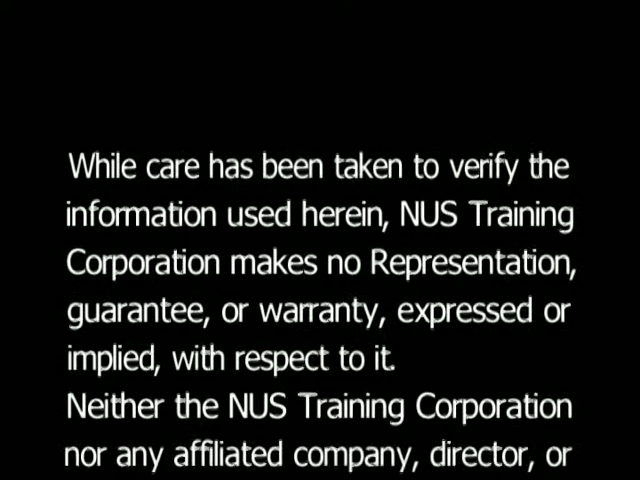 While care has been taken to verify the
information used herein, NUS Training
Corporation makes no Representation,
guarantee, or warranty, expressed or
implied, with respect to it.
Neither the NUS Training Corporation
nor any affiliated company, director, or